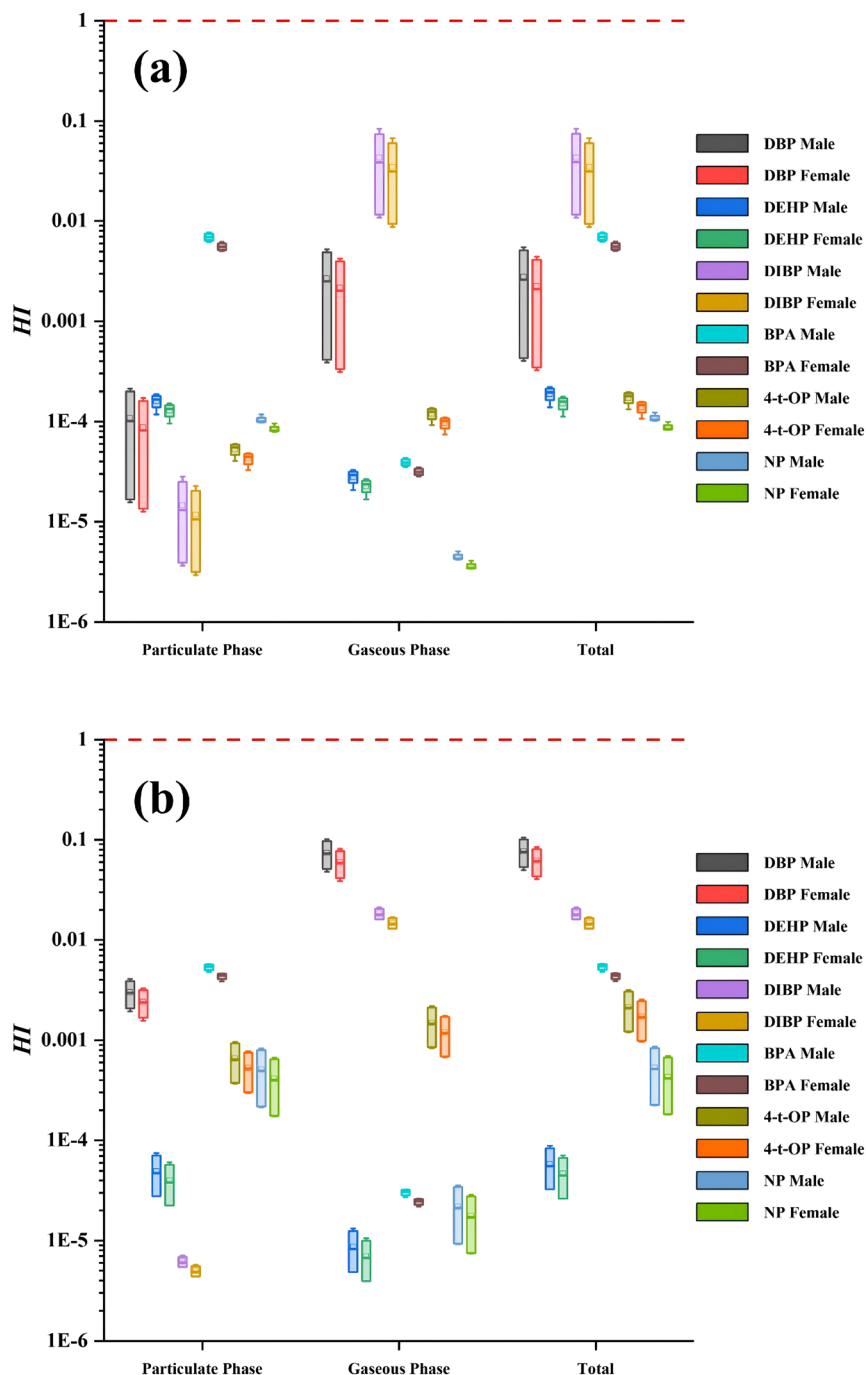 (a)
HI
1
0.1
0.01
0.001
1E-4
1E-5
1E-6
Particulate Phase Gaseous Phase Total
DBP Male
DBP Female
DEHP Male
DEHP Female
DIBP Male
DIBP Female
BPA Male
BPA Female
4-t-OP Male
4-t-OP Female
NP Male
NP Female
(b)
HI
1
0.1
0.01
0.001
1E-4
1E-5
1E-6
Particulate Phase Gaseous Phase Total
DBP Male
DBP Female
DEHP Male
DEHP Female
DIBP Male
DIBP Female
BPA Male
BPA Female
4-t-OP Male
4-t-OP Female
NP Male
NP Female